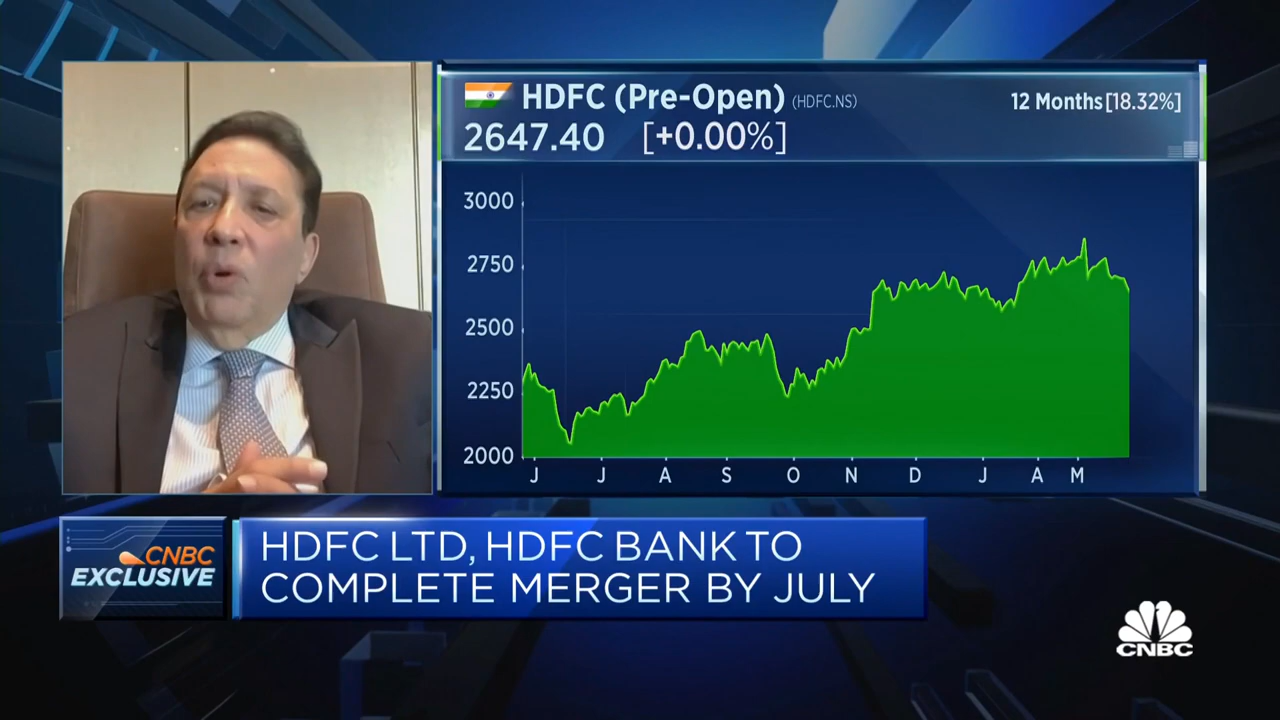 HDFC (Pre-Open) (HDFC.NS)
12 Months[18.32%]
2647.40 [+0.00%]
3000
2750
2500
2250
2000
J J A S O N D J A M
CNBC
EXCLUSIVE
HDFC LTD, HDFC BANK TO
COMPLETE MERGER BY JULY
CNBC